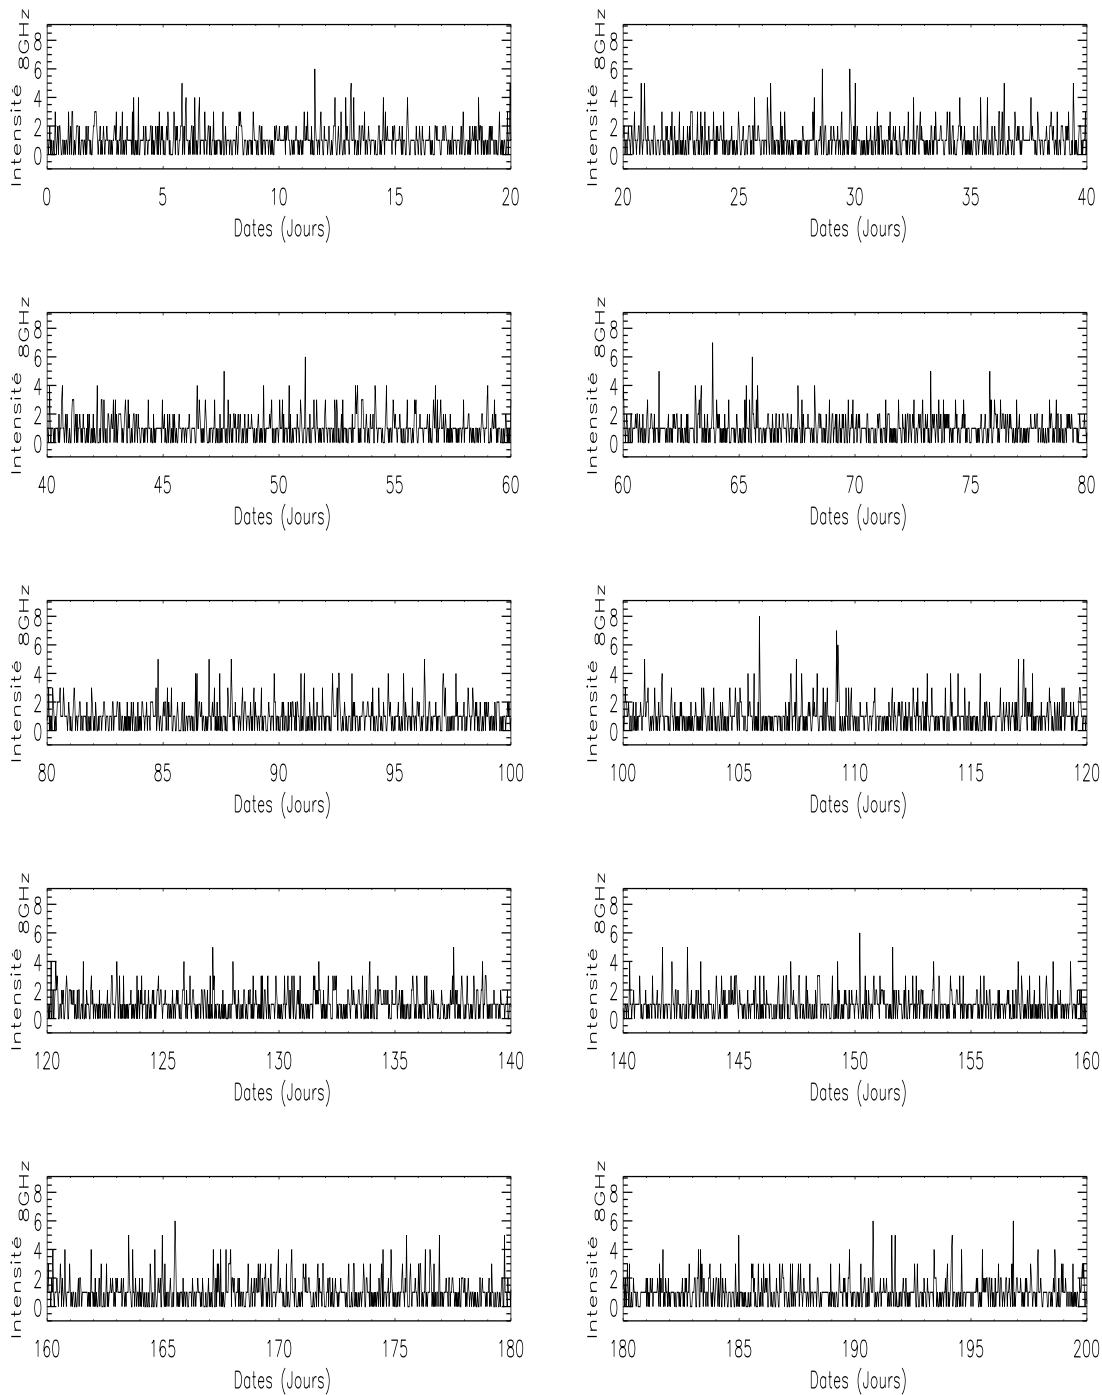 Intensité 8GHz
8
6
4
2
0
0 5 10 15 20
Dates (Jours)
Intensité 8GHz
8
6
4
2
0
20 25 30 35 40
Dates (Jours)
Intensité 8GHz
8
6
4
2
0
40 45 50 55 60
Dates (Jours)
Intensité 8GHz
8
6
4
2
0
60 65 70 75 80
Dates (Jours)
Intensité 8GHz
8
6
4
2
0
80 85 90 95 100
Dates (Jours)
Intensité 8GHz
8
6
4
2
0
100 105 110 115 120
Dates (Jours)
Intensité 8GHz
8
6
4
2
0
120 125 130 135 140
Dates (Jours)
Intensité 8GHz
8
6
4
2
0
140 145 150 155 160
Dates (Jours)
Intensité 8GHz
8
6
4
2
0
160 165 170 175 180
Dates (Jours)
Intensité 8GHz
8
6
4
2
0
180 185 190 195 200
Dates (Jours)